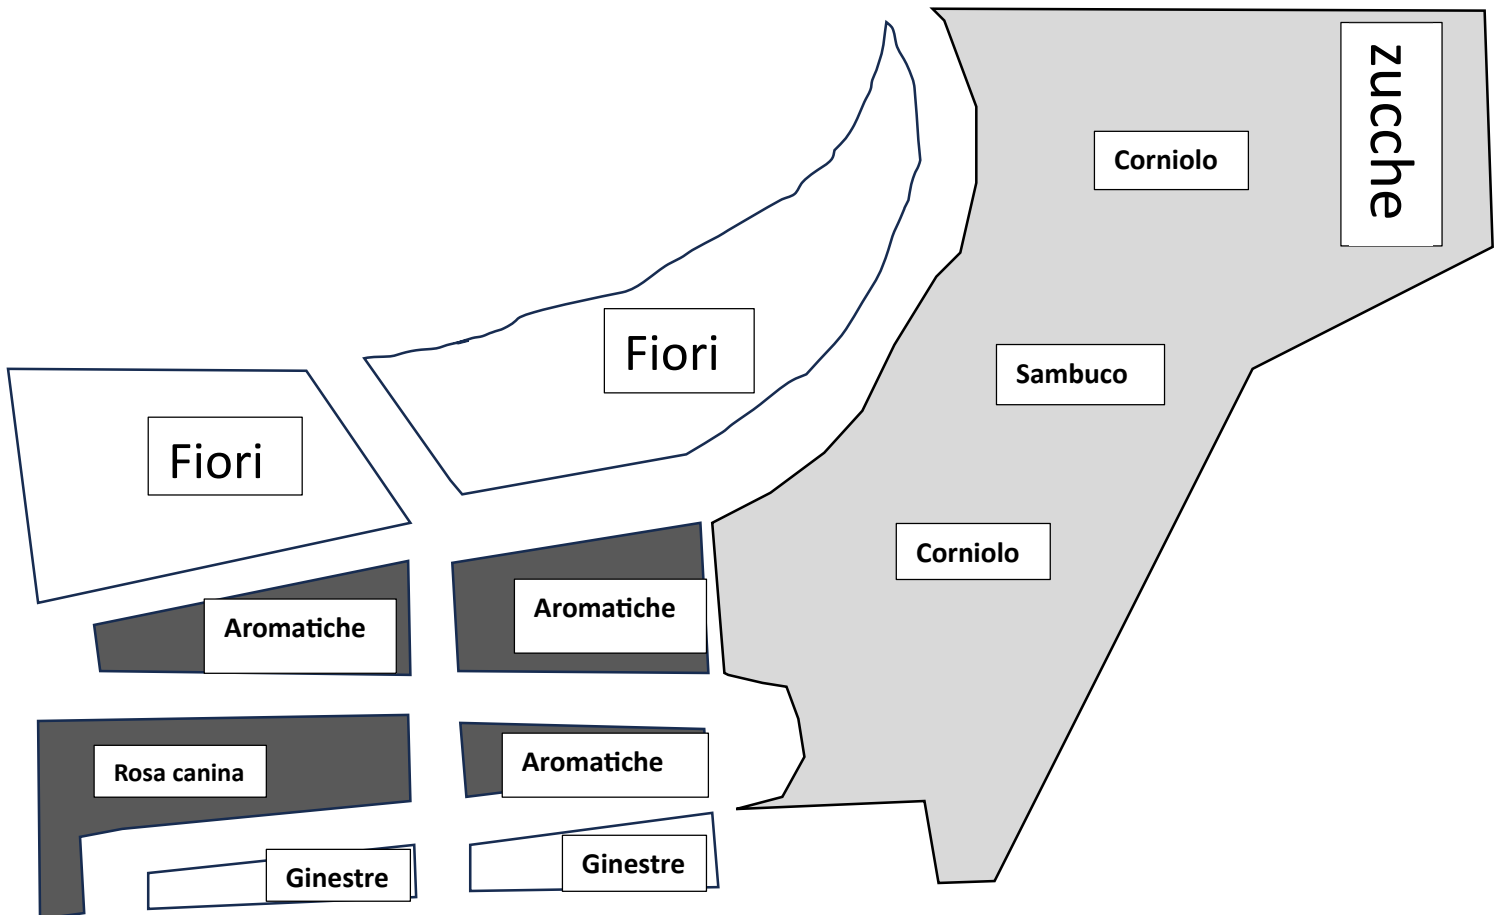 zucche
Corniolo
Fiori
Sambuco
Fiori
Corniolo
Aromatiche
Aromatiche
Rosa canina
Aromatiche
Ginestre
Ginestre